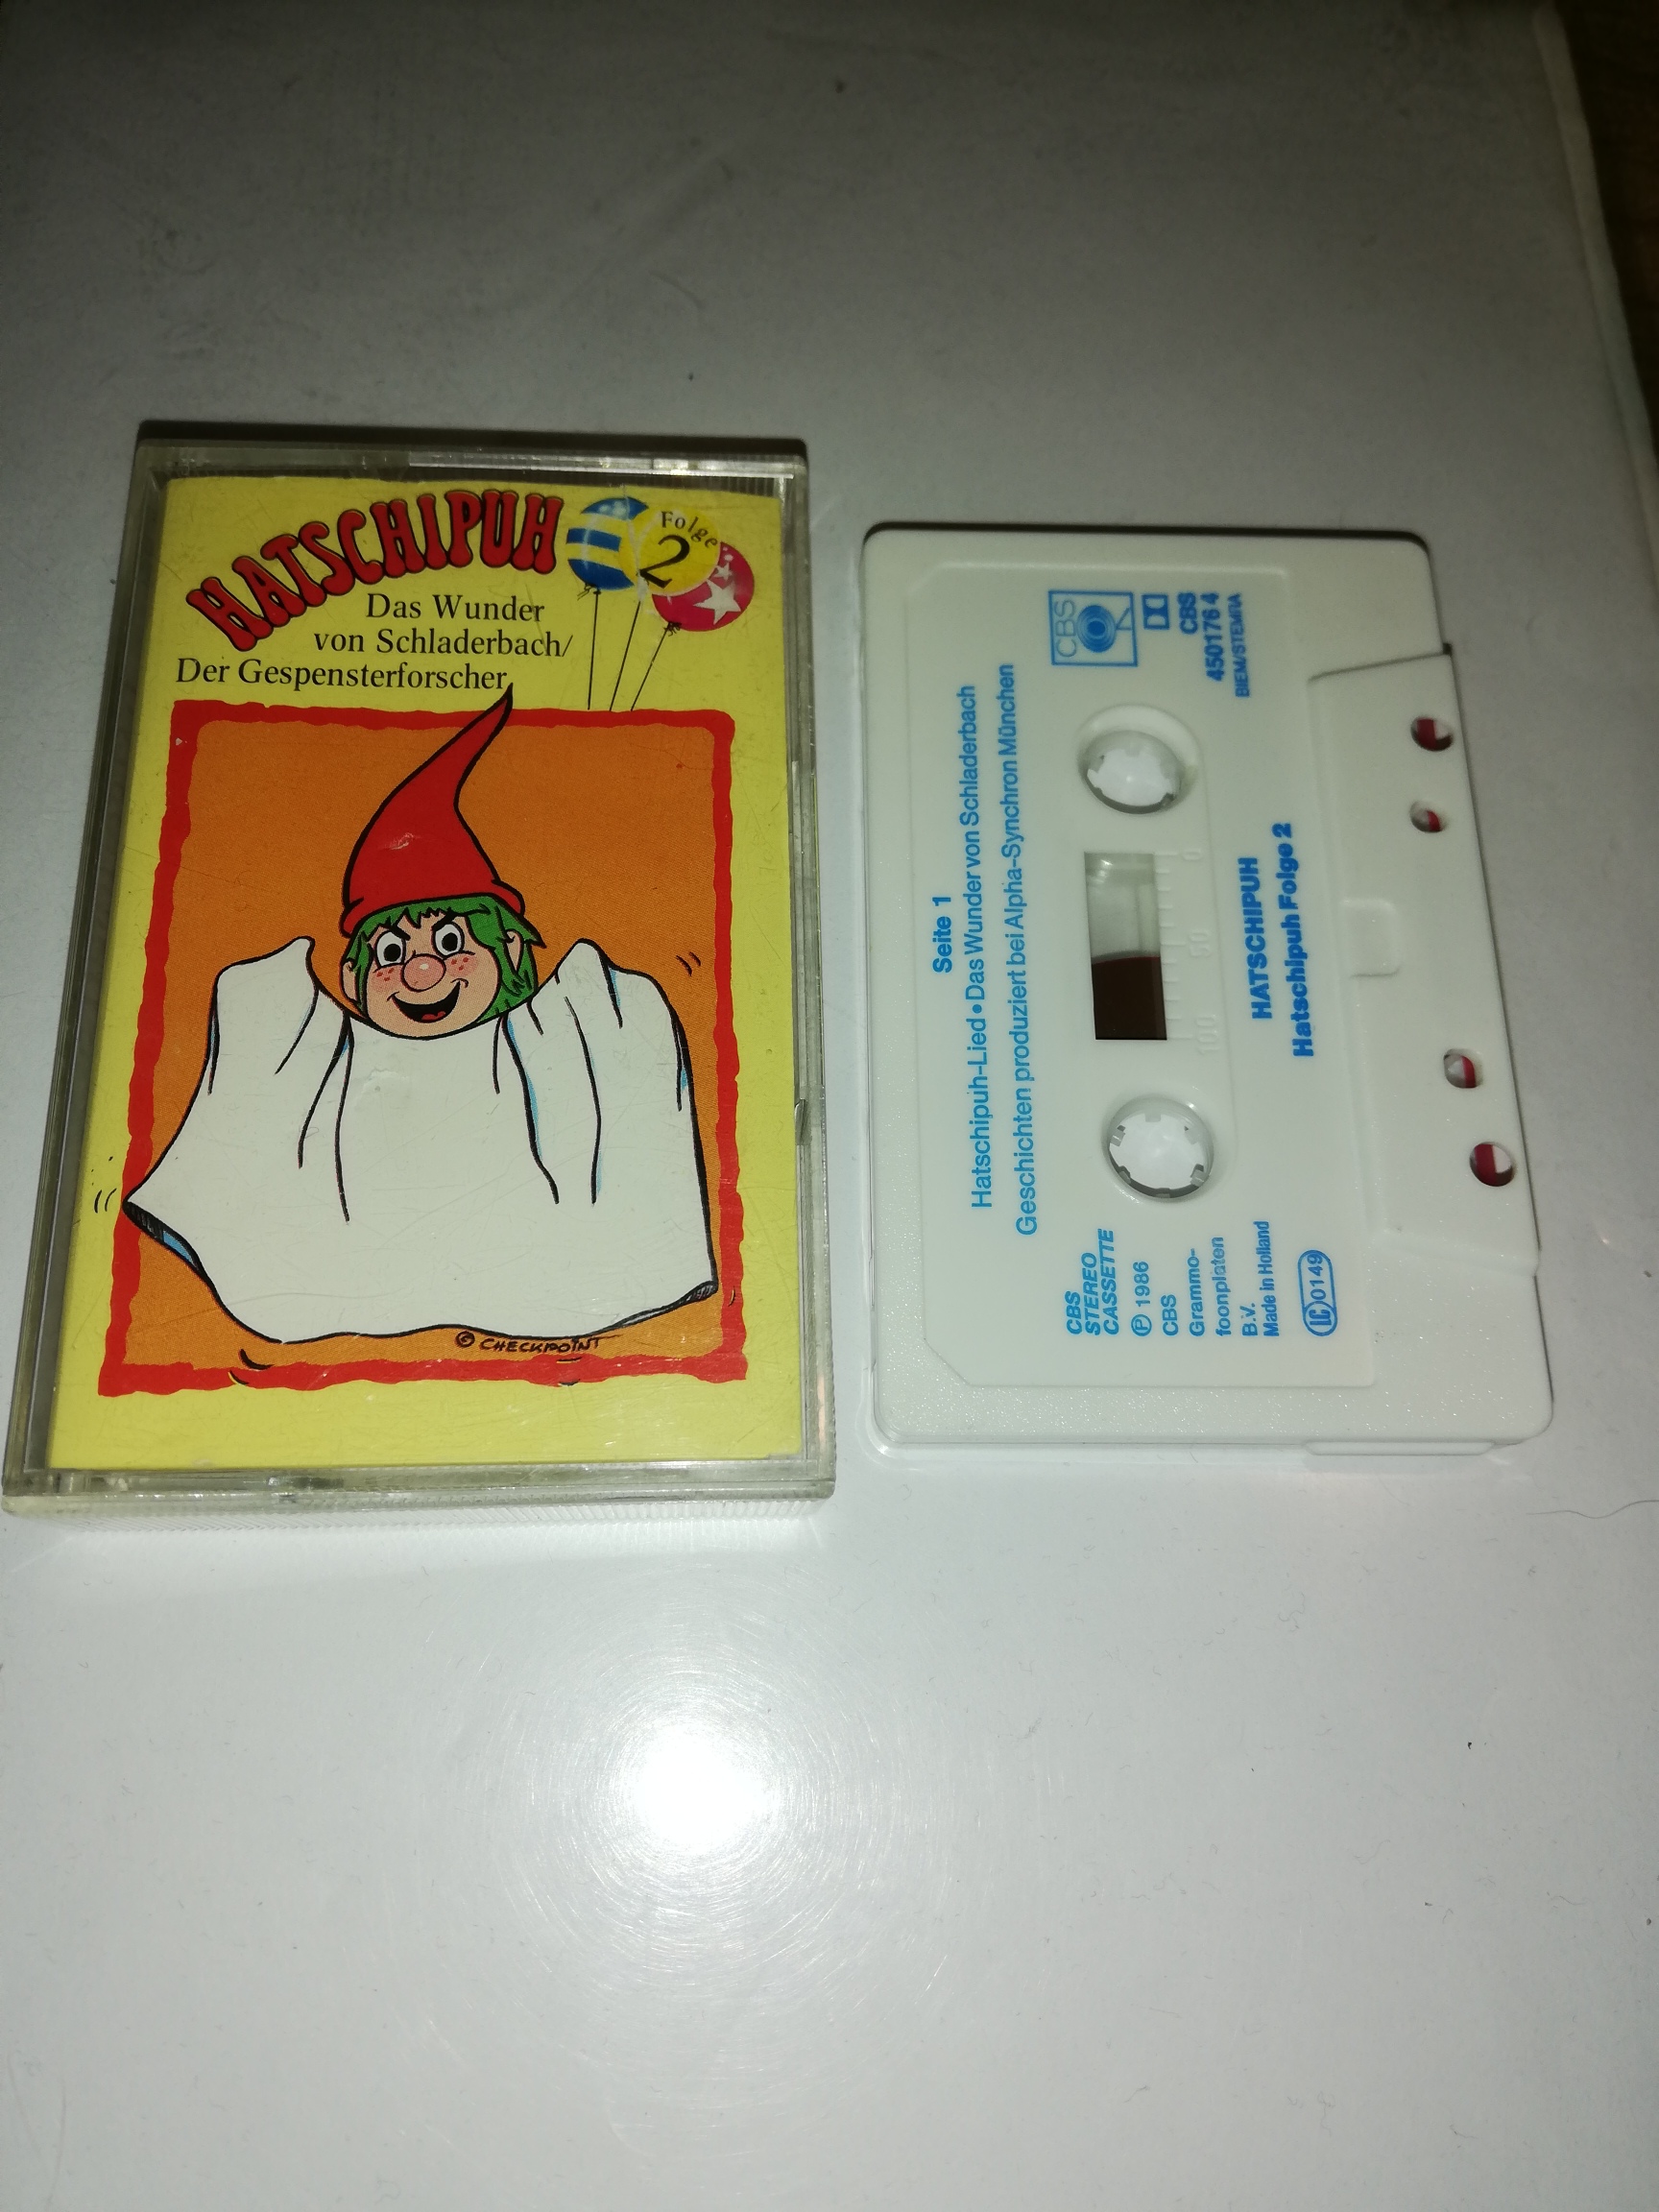 HATSCHIPUH
Folge
2
Das Wunder
von Schladerbach/
Der Gespensterforscher
© CHECKPOINT
Seite 1
Hatschipuh-Lied • Das Wunder von Schladerbach
Geschichten produziert bei Alpha-Synchron München
CBS
STEREO
CASSETTE
℗ 1986
CBS
Grammo-
foonplaten
B.V.
Made in Holland
LC 0149
CBS
CBS
450176 4
BIEM/STEMRA
0
50
100
HATSCHIPUH
Hatschipuh Folge 2